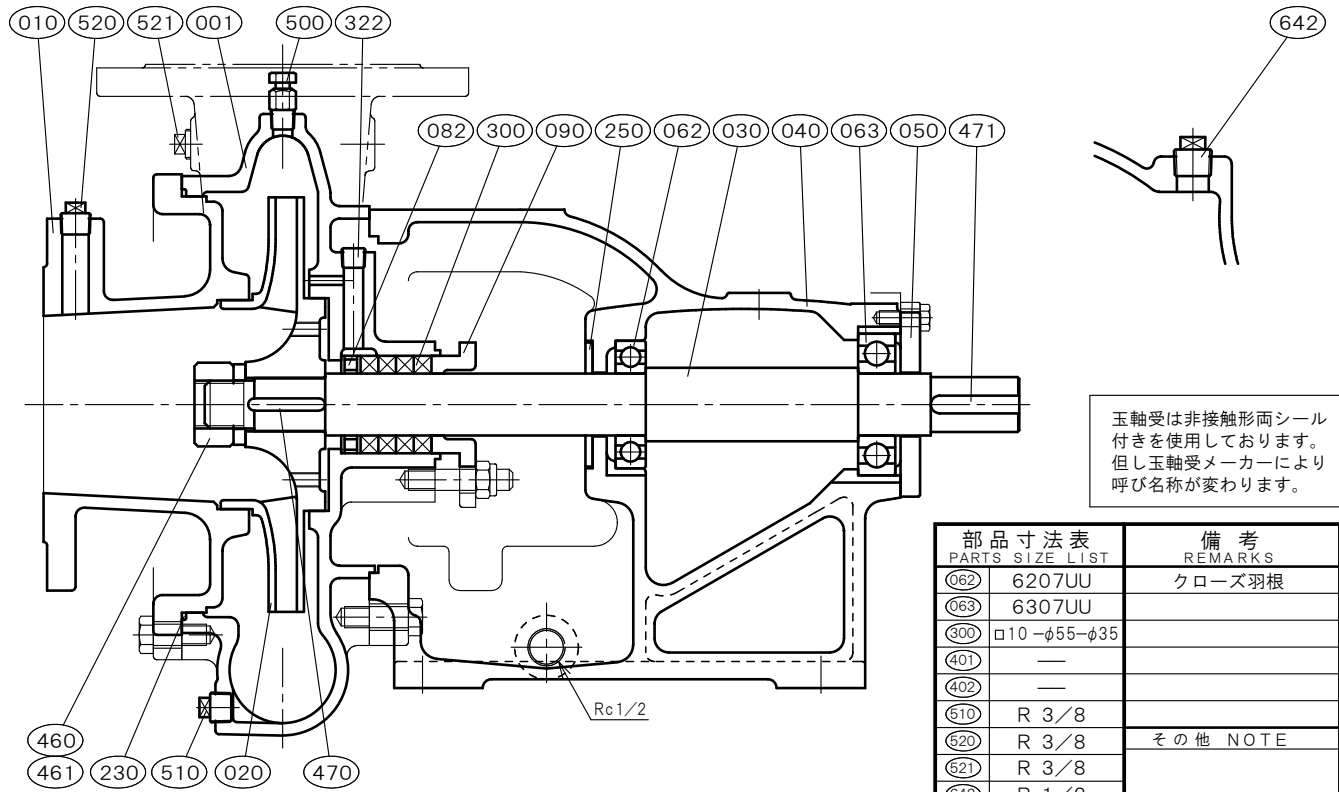 010 520 521 001 500 322
642
082 300 090 250 062 030 040 063 050 471
玉軸受は非接触形両シール
付きを使用しております。
但し玉軸受メーカーにより
呼び名称が変わります。
Rc1/2
460
461 230 510 020 470
部品寸法表 備考
PARTS SIZE LIST REMARKS
062 6207UU クローズ羽根
063 6307UU
300 □10-φ55-φ35
401 —
402 —
510 R 3/8
520 R 3/8 その他 NOTE
521 R 3/8